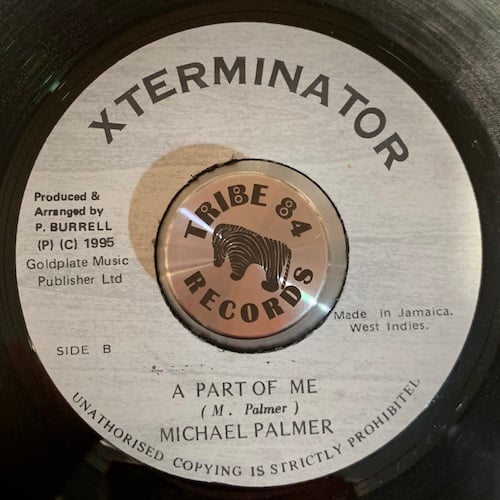 XTERMINATOR
Produced &
Arranged by
P. BURRELL
(P) (C) 1995
Goldplate Music
Publisher Ltd
TRIBE 84
RECORDS
Made in Jamaica.
West Indies.
SIDE B
A PART OF ME
( M. Palmer )
MICHAEL PALMER
UNAUTHORISED COPYING IS STRICTLY PROHIBITEL